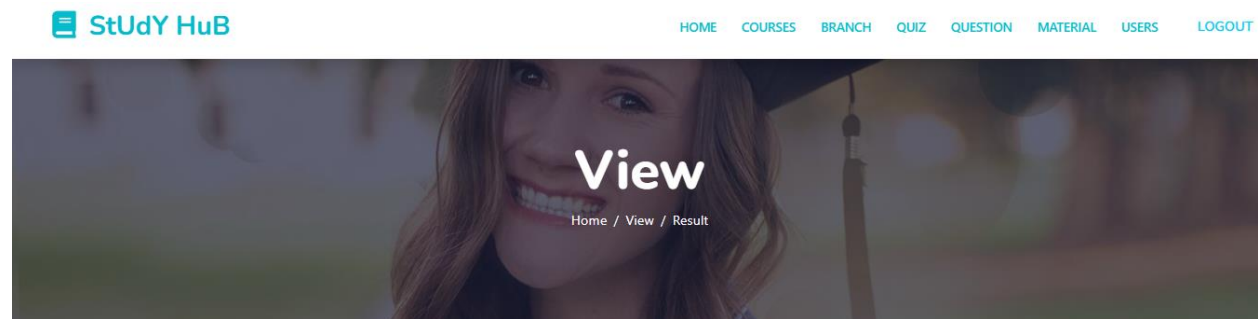 StUdY HuB
HOME COURSES BRANCH QUIZ QUESTION MATERIAL USERS LOGOUT
View
Home / View / Result